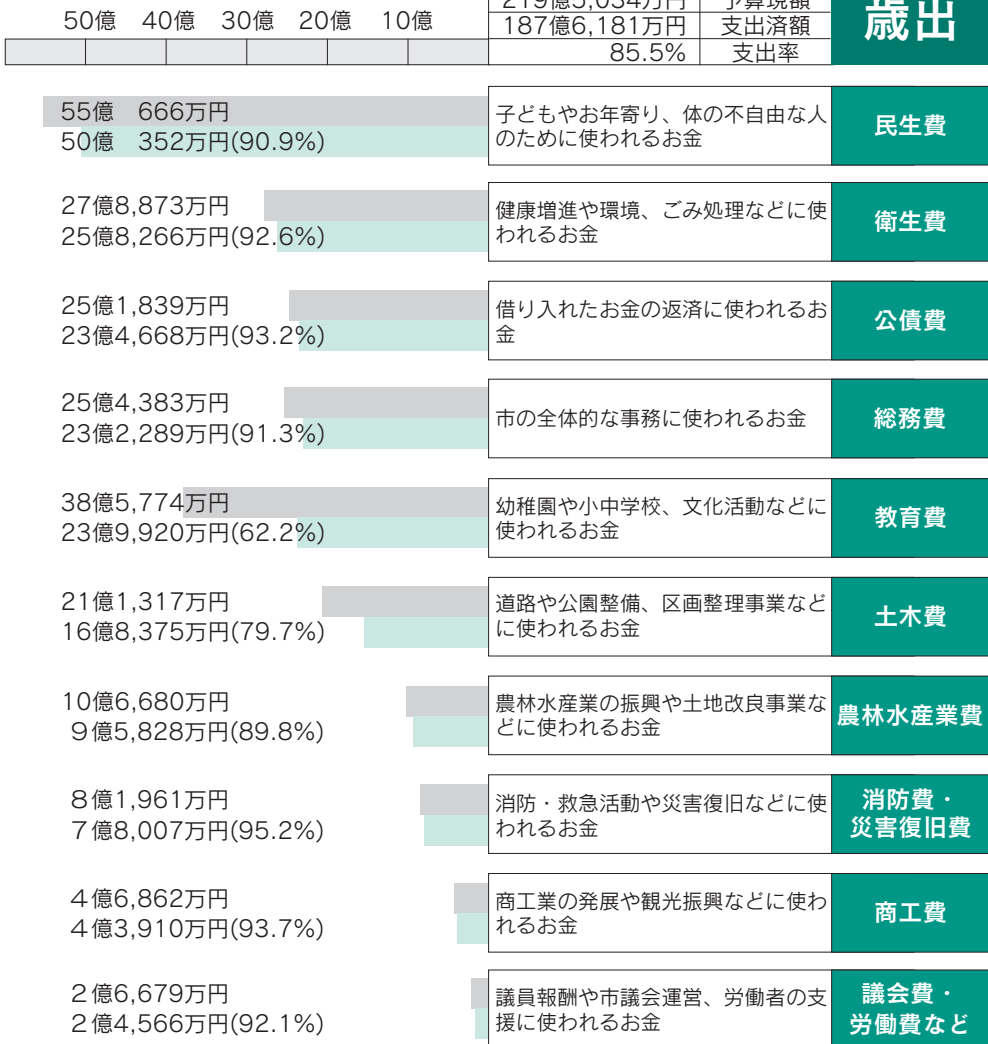 歳出
219億5,034万円 予算現額
187億6,181万円 支出済額
85.5% 支出率
50億 40億 30億 20億 10億
55億 666万円
50億 352万円(90.9%)
子どもやお年寄り、体の不自由な人
のために使われるお金
民生費
27億8,873万円
25億8,266万円(92.6%)
健康増進や環境、ごみ処理などに使
われるお金
衛生費
25億1,839万円
23億4,668万円(93.2%)
借り入れたお金の返済に使われるお
金
公債費
25億4,383万円
23億2,289万円(91.3%)
市の全体的な事務に使われるお金
総務費
38億5,774万円
23億9,920万円(62.2%)
幼稚園や小中学校、文化活動などに
使われるお金
教育費
21億1,317万円
16億8,375万円(79.7%)
道路や公園整備、区画整理事業など
に使われるお金
土木費
10億6,680万円
9億5,828万円(89.8%)
農林水産業の振興や土地改良事業な
どに使われるお金
農林水産業費
8億1,961万円
7億8,007万円(95.2%)
消防・救急活動や災害復旧などに使
われるお金
消防費・
災害復旧費
4億6,862万円
4億3,910万円(93.7%)
商工業の発展や観光振興などに使わ
れるお金
商工費
2億6,679万円
2億4,566万円(92.1%)
議員報酬や市議会運営、労働者の支
援に使われるお金
議会費・
労働費など